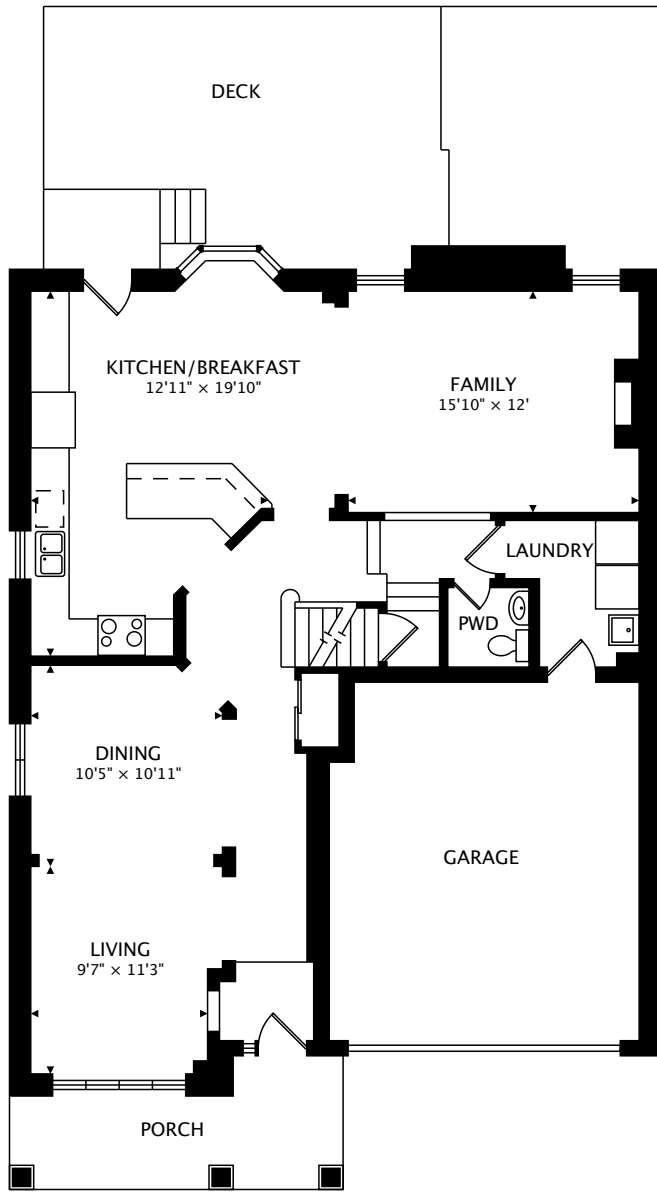 DECK
KITCHEN/BREAKFAST
12'11" × 19'10"
FAMILY
15'10" × 12'
LAUNDRY
PWD
DINING
10'5" × 10'11"
GARAGE
LIVING
9'7" × 11'3"
PORCH